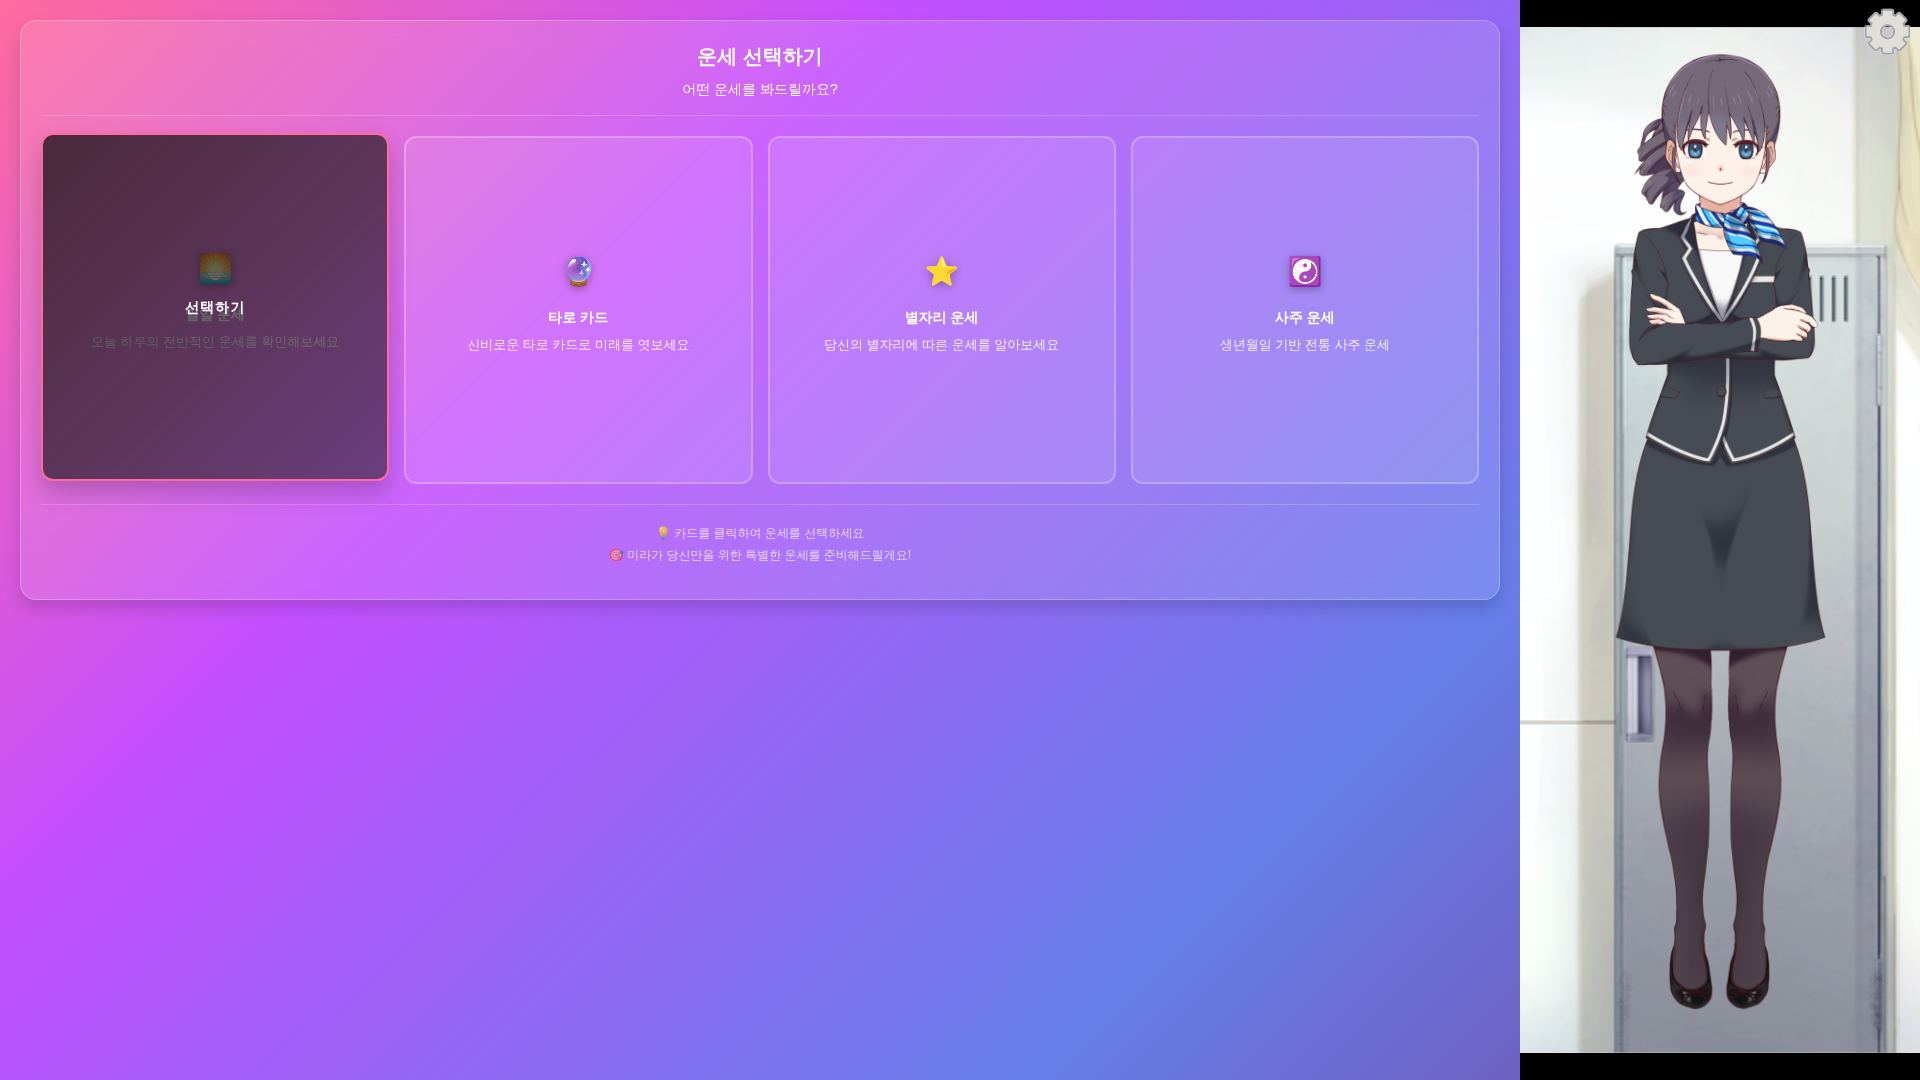 운세 선택하기
어떤 운세를 봐드릴까요?
선택하기
운세
오늘 하루의 전반적인 운세를 확인해보세요
타로 카드
신비로운 타로 카드로 미래를 엿보세요
별자리 운세
당신의 별자리에 따른 운세를 알아보세요
사주 운세
생년월일 기반 전통 사주 운세
💡 카드를 클릭하여 운세를 선택하세요
🎯 미라가 당신만을 위한 특별한 운세를 준비해드릴게요!